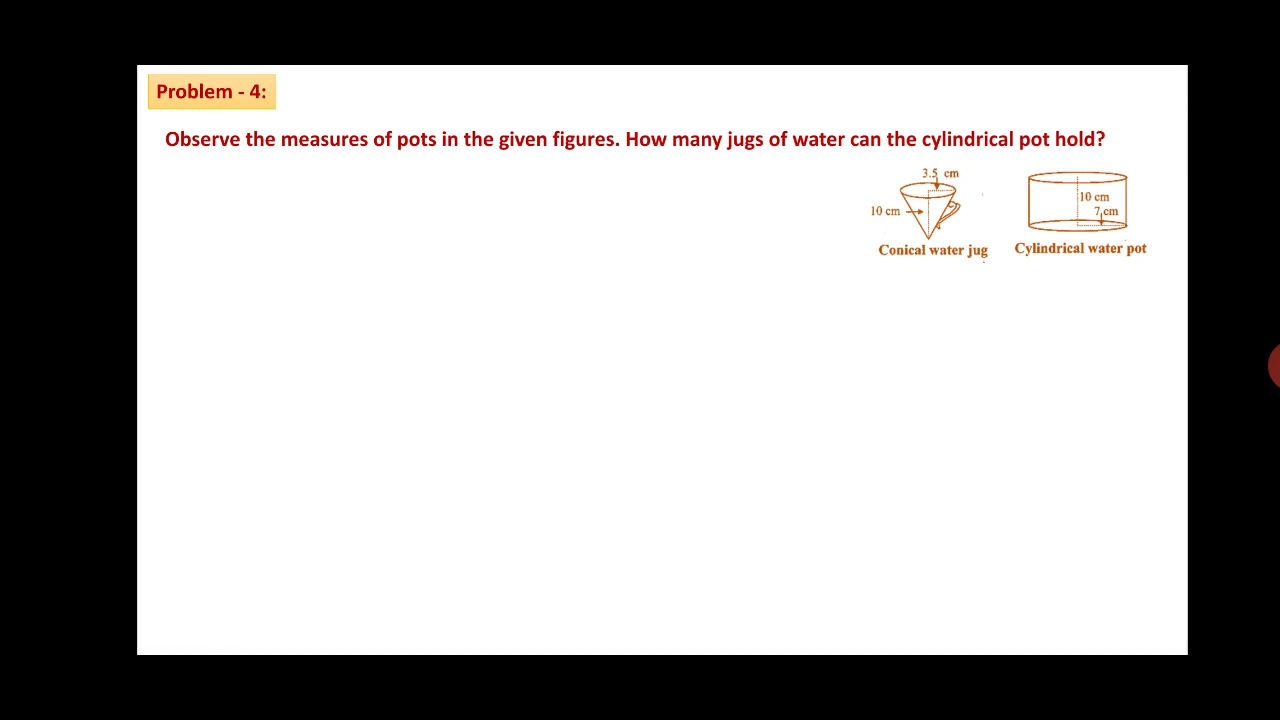 Problem - 4:
Observe the measures of pots in the given figures. How many jugs of water can the cylindrical pot hold?
3.5 cm
10 cm
Conical water jug
10 cm
7 cm
Cylindrical water pot